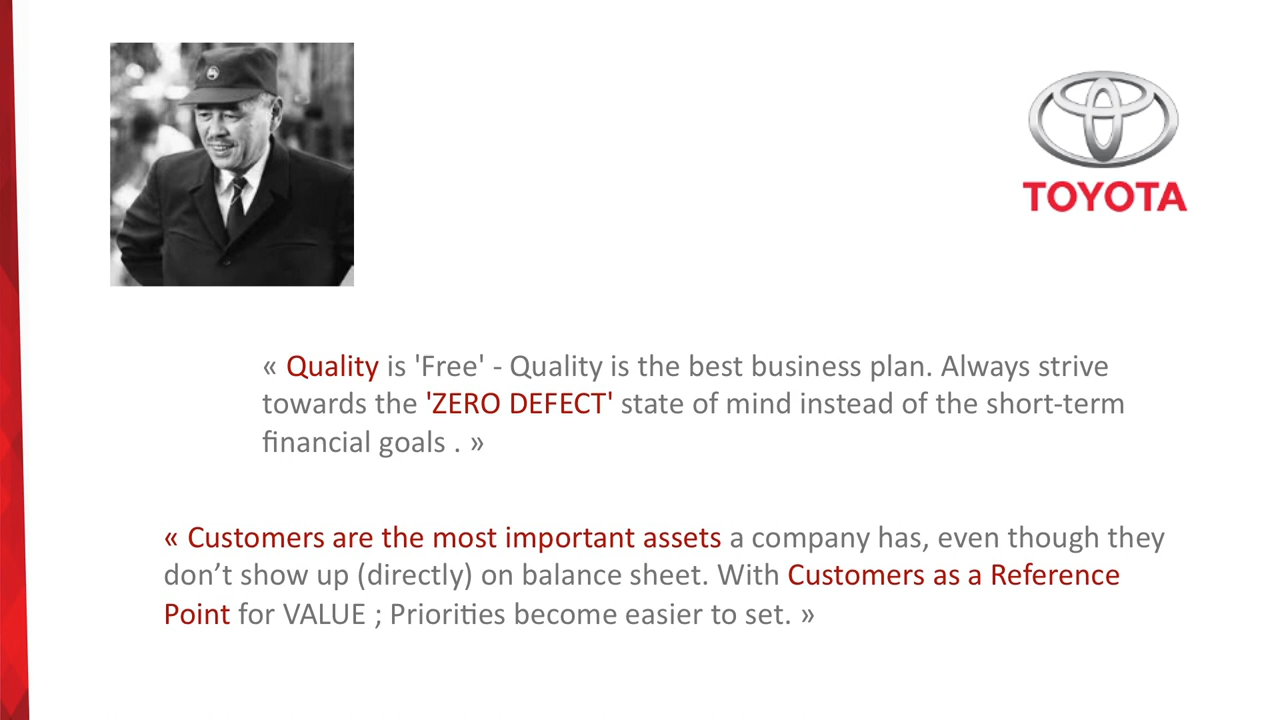 TOYOTA
« Quality is 'Free' - Quality is the best business plan. Always strive
towards the 'ZERO DEFECT' state of mind instead of the short-term
financial goals . »
« Customers are the most important assets a company has, even though they
don’t show up (directly) on balance sheet. With Customers as a Reference
Point for VALUE ; Priorities become easier to set. »